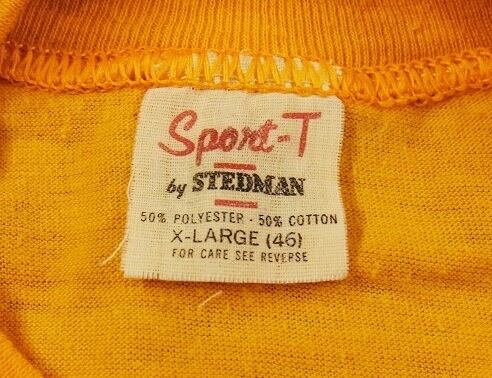 Sport-T
by STEDMAN
50% POLYESTER - 50% COTTON
X-LARGE (46)
FOR CARE SEE REVERSE